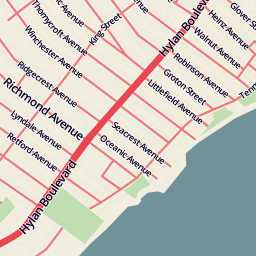 Thornycroft Avenue
King Street
Hylan Boulevard
Heinz Avenue
Glover S
Walnut Avenue
Winchester Avenue
Robinson Avenue
Ridgecrest Avenue
Groton Street
Littlefield Avenue
Tenn
Richmond Avenue
Lyndale Avenue
Seacrest Avenue
Retford Avenue
Oceanic Avenue
Hylan Boulevard